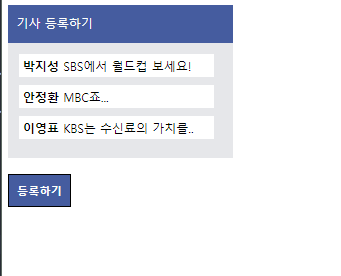 기사 등록하기
박지성 SBS에서 월드컵 보세요!
안정환 MBC죠...
이영표 KBS는 수신료의 가치를..
등록하기